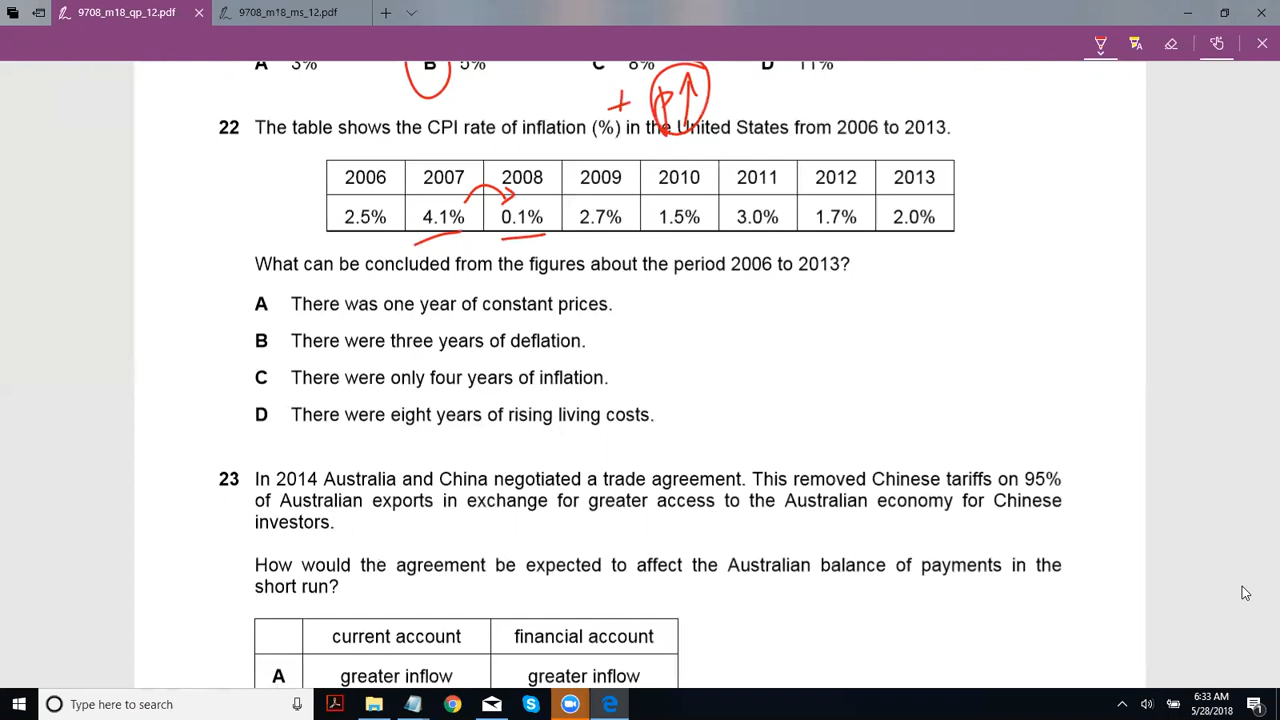 9708_m18_qp_12.pdf
9708_m18_ms_12.pdf
A 3% B 5% C 8% D 11%
+ P↑
22 The table shows the CPI rate of inflation (%) in the United States from 2006 to 2013.
2006 2007 2008 2009 2010 2011 2012 2013
2.5% 4.1% 0.1% 2.7% 1.5% 3.0% 1.7% 2.0%
What can be concluded from the figures about the period 2006 to 2013?
A There was one year of constant prices.
B There were three years of deflation.
C There were only four years of inflation.
D There were eight years of rising living costs.
23 In 2014 Australia and China negotiated a trade agreement. This removed Chinese tariffs on 95%
of Australian exports in exchange for greater access to the Australian economy for Chinese
investors.
How would the agreement be expected to affect the Australian balance of payments in the
short run?
current account financial account
A greater inflow greater inflow
Type here to search
6:33 AM
5/28/2018